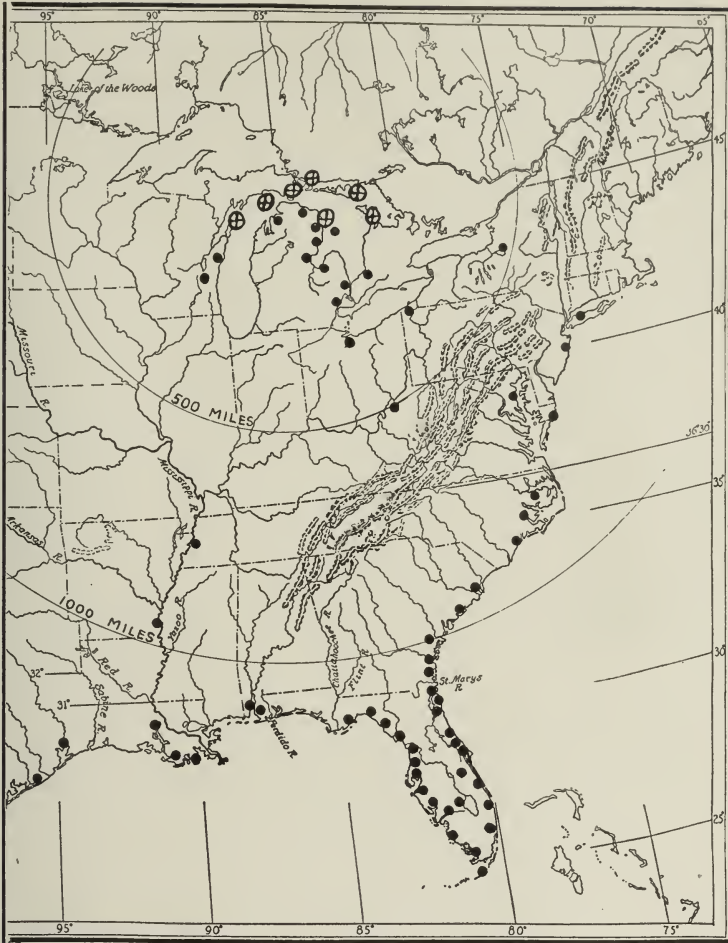 95° 90° 85° 80° 75° 70° 65°
Lake of the Woods
45
40
Missouri R.
500 MILES
36°30'
35°
Mississippi R.
Arkansas R.
1000 MILES
Yazoo R.
Chattahoochee R.
Flint R.
30°
St. Marys R.
32°
Red R.
31°
Sabine R.
Perdido R.
25°
95° 90° 85° 80° 75°